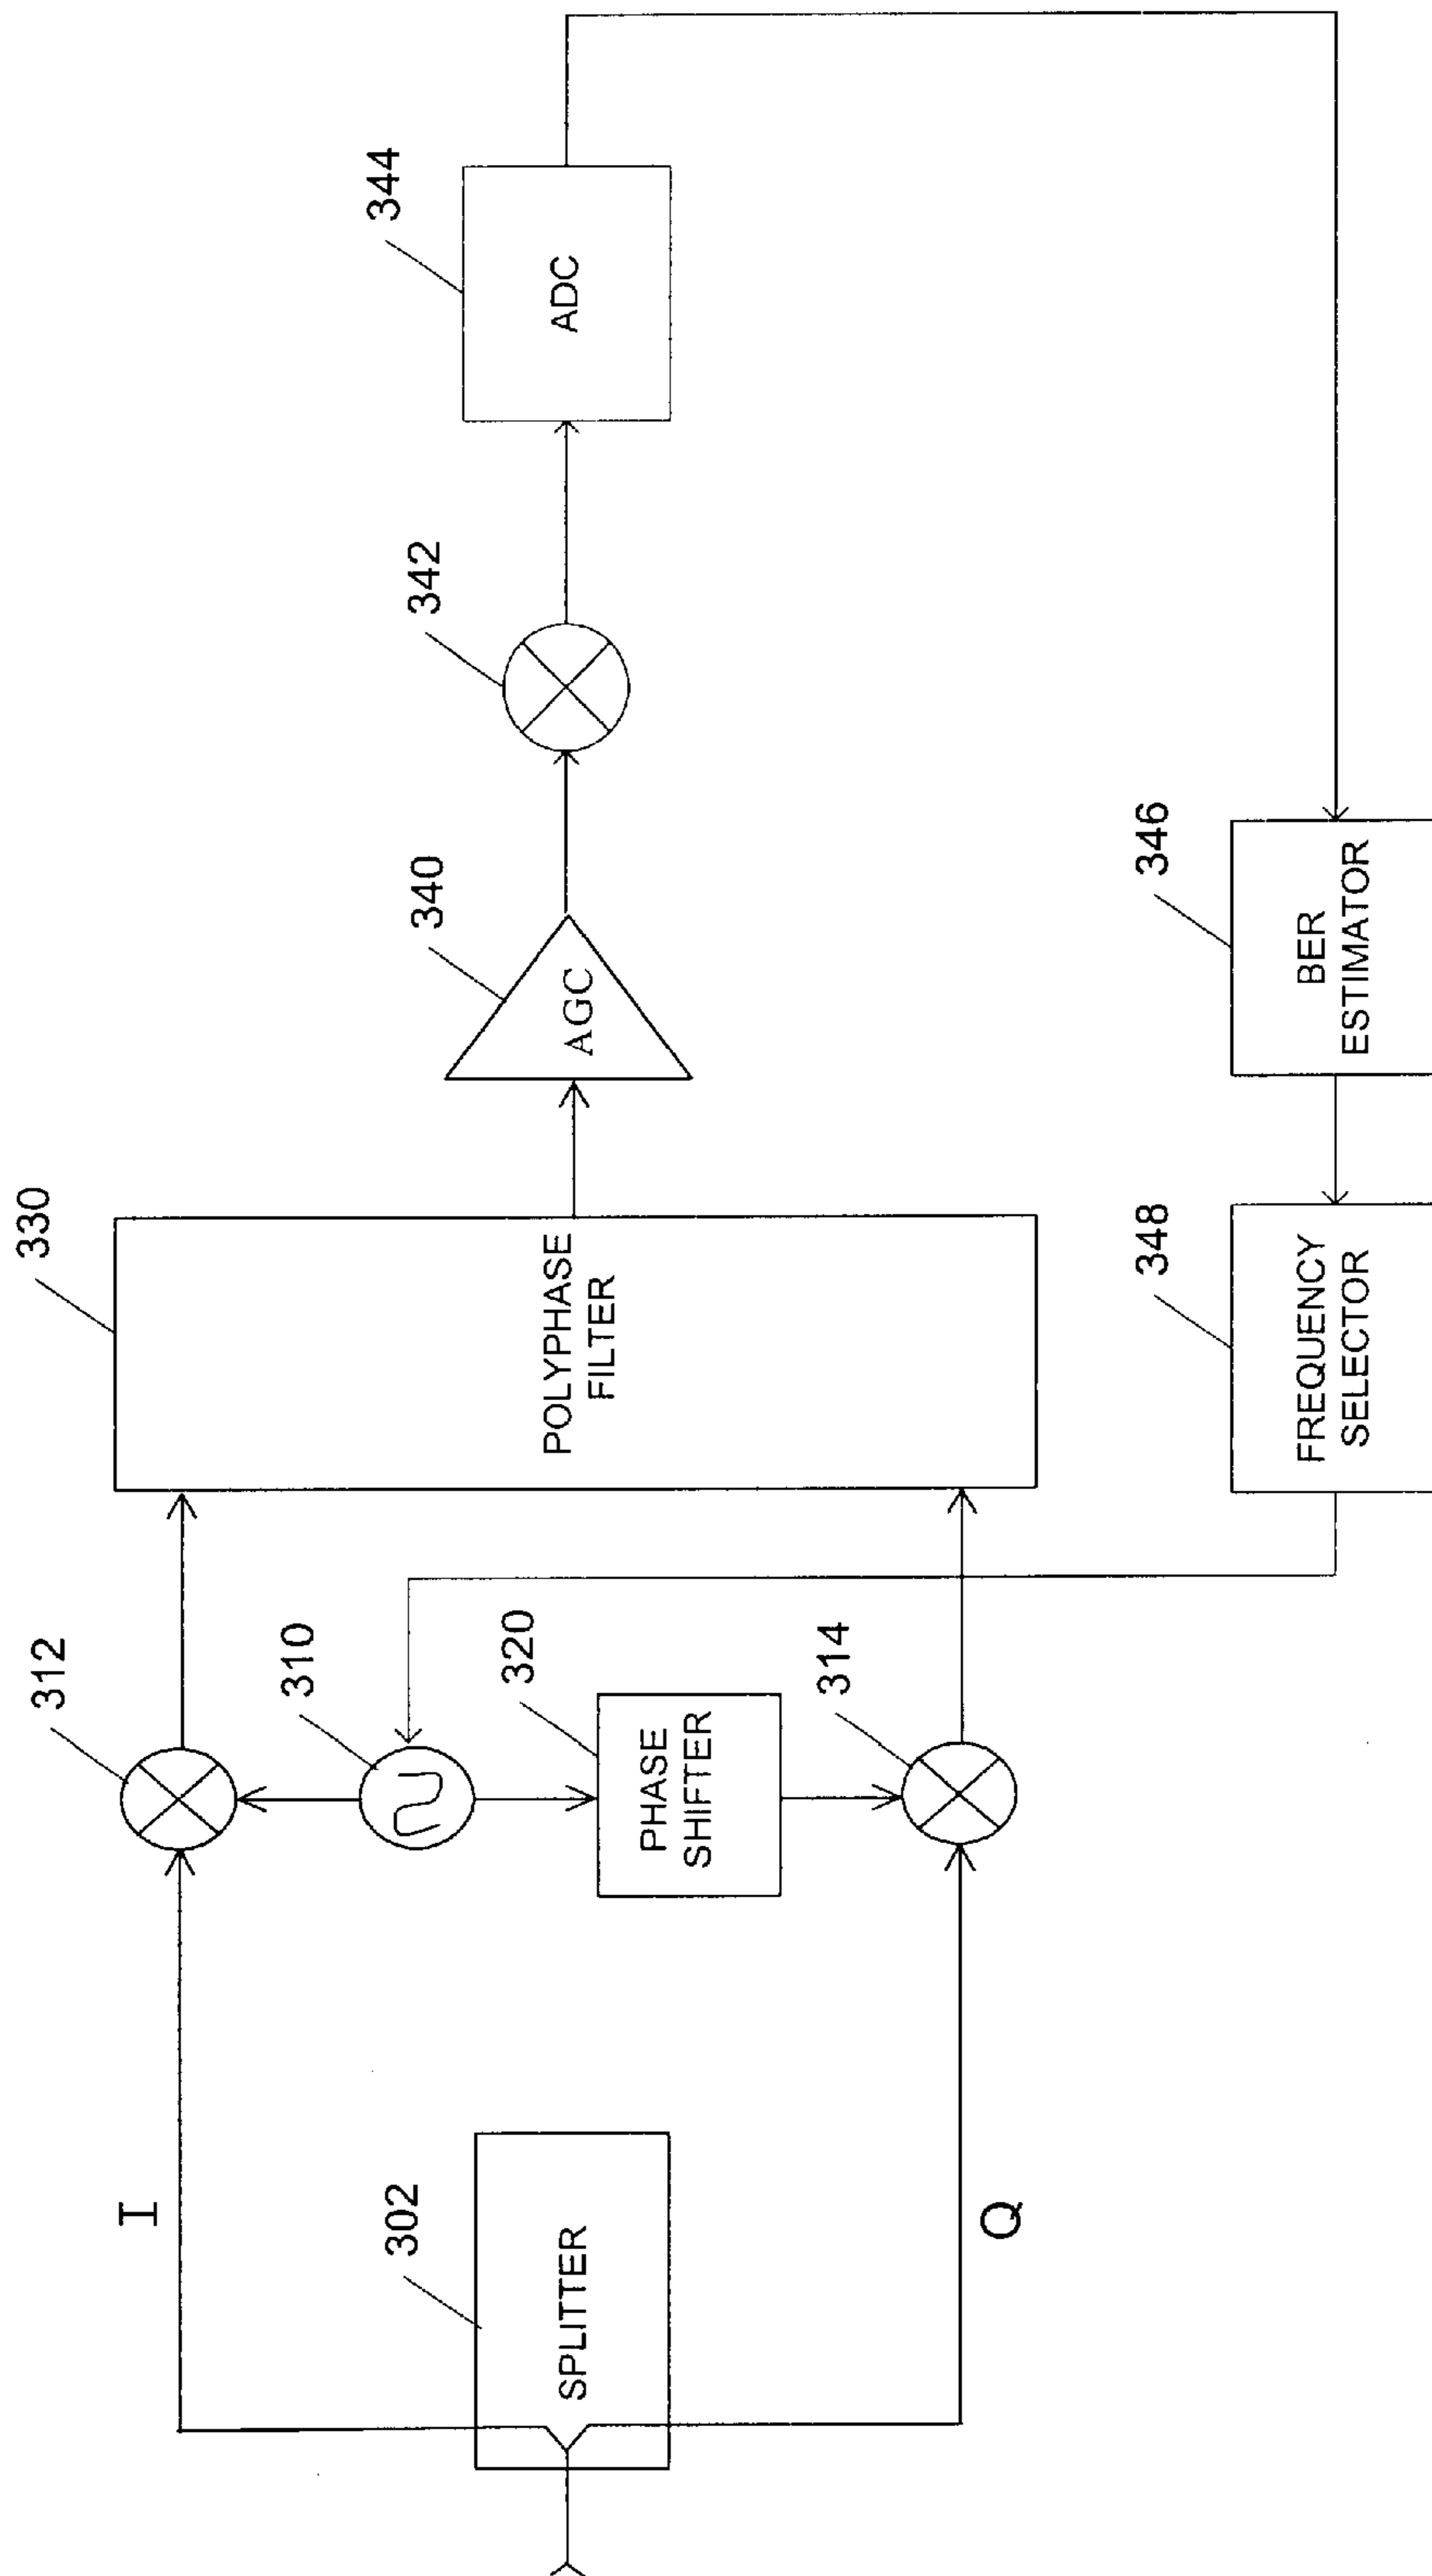 330
312
I
344
342
340
ADC
AGC
POLYPHASE
FILTER
310
320
PHASE
SHIFTER
314
302
SPLITTER
Q
346
BER
ESTIMATOR
348
FREQUENCY
SELECTOR